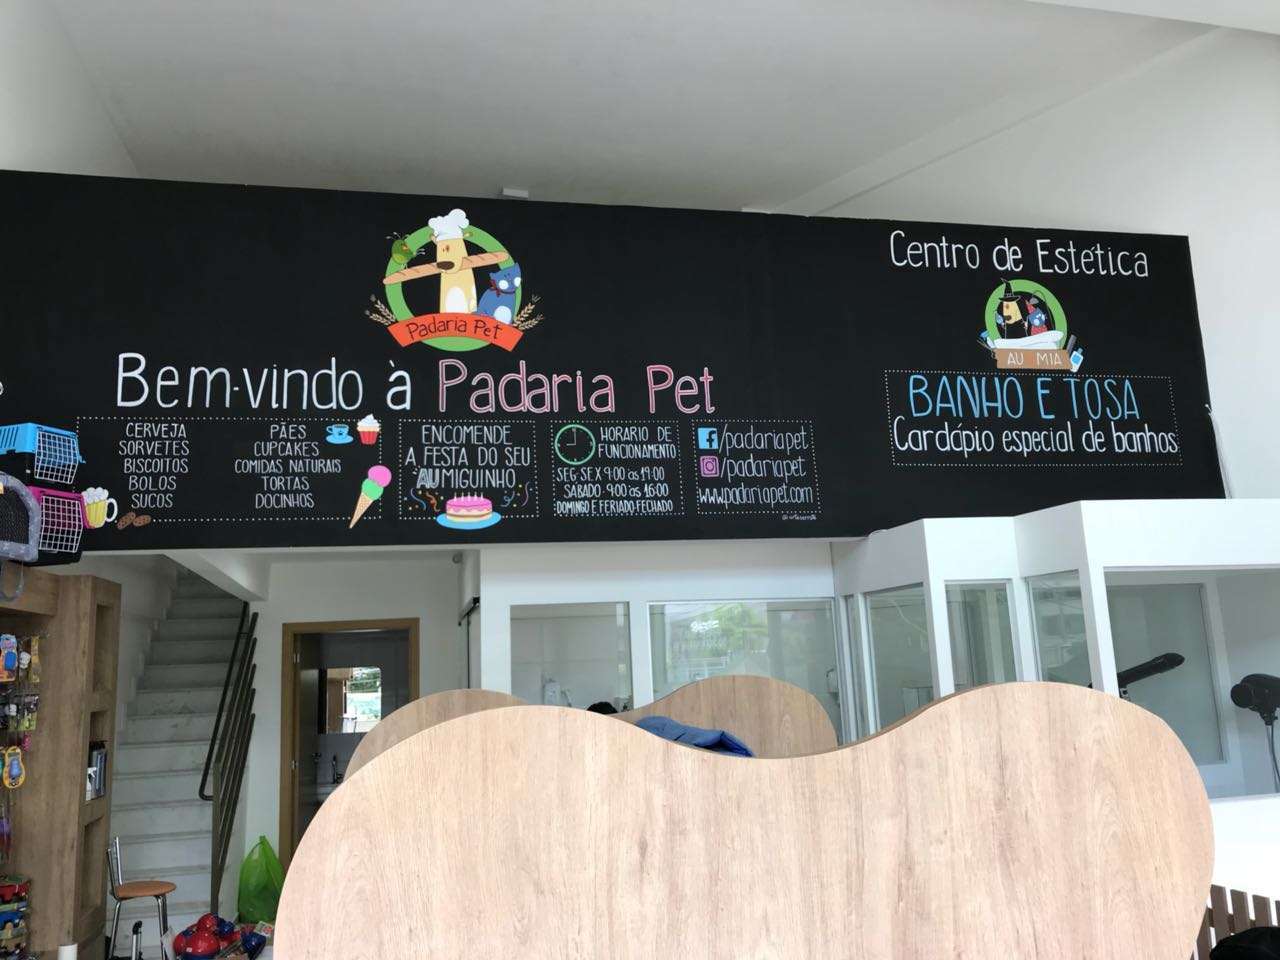 Padaria Pet
Bem-vindo à Padaria Pet
CERVEJA
SORVETES
BISCOITOS
BOLOS
SUCOS
PÃES
CUPCAKES
COMIDAS NATURAIS
TORTAS
DOCINHOS
ENCOMENDE
A FESTA DO SEU
AUMIGUINHO
HORARIO DE
FUNCIONAMENTO
SEG-SEX 9:00 as 19:00
SABADO-9:00 as 16:00
DOMINGO E FERIADO-FECHADO
/padariapet
/padariapet
www.padariapet.com
Centro de Estética
AU MIA
BANHO E TOSA
Cardápio especial de banhos